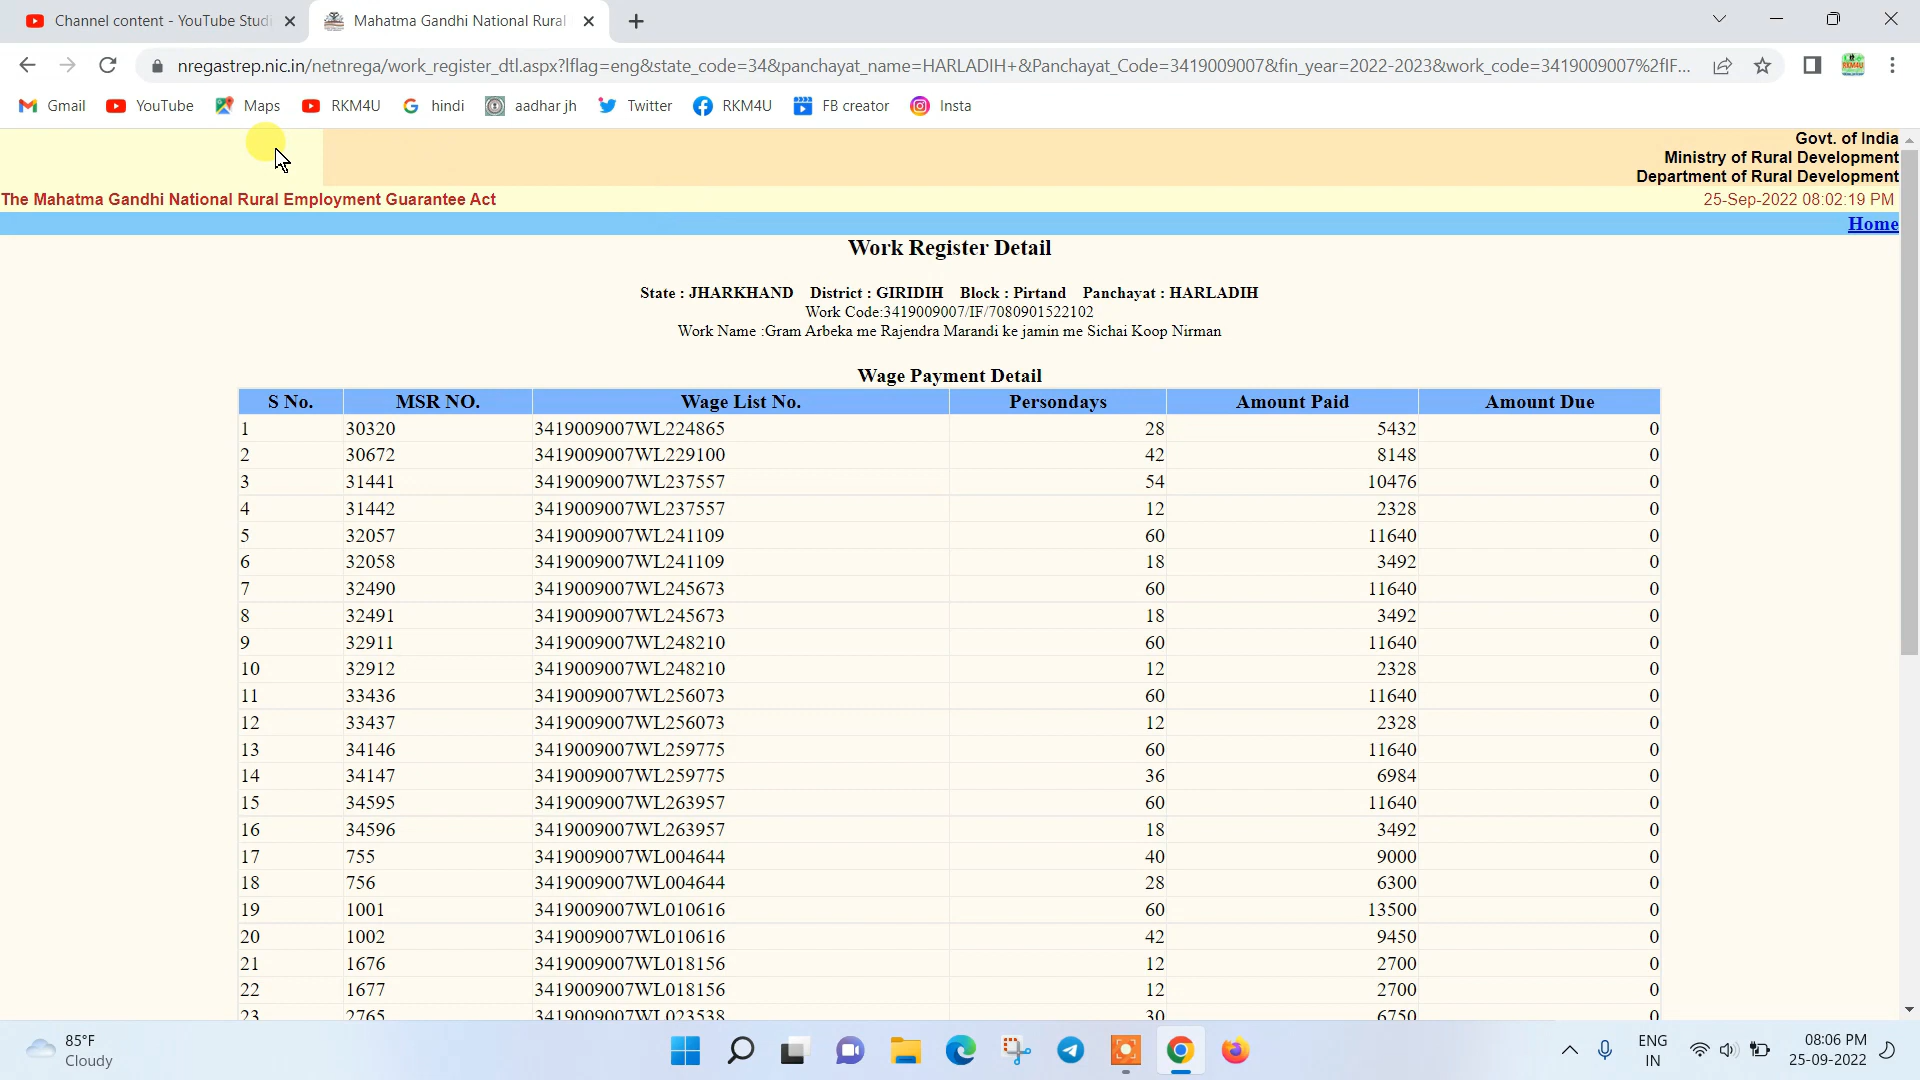 Channel content - YouTube Studi
Mahatma Gandhi National Rural
nregastrep.nic.in/netnrega/work_register_dtl.aspx?lflag=eng&state_code=34&panchayat_name=HARLADIH+&Panchayat_Code=3419009007&fin_year=2022-2023&work_code=3419009007%2fIF...
Gmail YouTube Maps RKM4U hindi aadhar jh Twitter RKM4U FB creator Insta
Govt. of India
Ministry of Rural Development
Department of Rural Development
The Mahatma Gandhi National Rural Employment Guarantee Act 25-Sep-2022 08:02:19 PM
Home
Work Register Detail
State : JHARKHAND District : GIRIDIH Block : Pirtand Panchayat : HARLADIH
Work Code:3419009007/IF/7080901522102
Work Name :Gram Arbeka me Rajendra Marandi ke jamin me Sichai Koop Nirman
Wage Payment Detail
S No. MSR NO. Wage List No. Persondays Amount Paid Amount Due
1 30320 3419009007WL224865 28 5432 0
2 30672 3419009007WL229100 42 8148 0
3 31441 3419009007WL237557 54 10476 0
4 31442 3419009007WL237557 12 2328 0
5 32057 3419009007WL241109 60 11640 0
6 32058 3419009007WL241109 18 3492 0
7 32490 3419009007WL245673 60 11640 0
8 32491 3419009007WL245673 18 3492 0
9 32911 3419009007WL248210 60 11640 0
10 32912 3419009007WL248210 12 2328 0
11 33436 3419009007WL256073 60 11640 0
12 33437 3419009007WL256073 12 2328 0
13 34146 3419009007WL259775 60 11640 0
14 34147 3419009007WL259775 36 6984 0
15 34595 3419009007WL263957 60 11640 0
16 34596 3419009007WL263957 18 3492 0
17 755 3419009007WL004644 40 9000 0
18 756 3419009007WL004644 28 6300 0
19 1001 3419009007WL010616 60 13500 0
20 1002 3419009007WL010616 42 9450 0
21 1676 3419009007WL018156 12 2700 0
22 1677 3419009007WL018156 12 2700 0
23 2765 3419009007WL023538 30 6750 0
85°F
Cloudy
ENG
IN
08:06 PM
25-09-2022